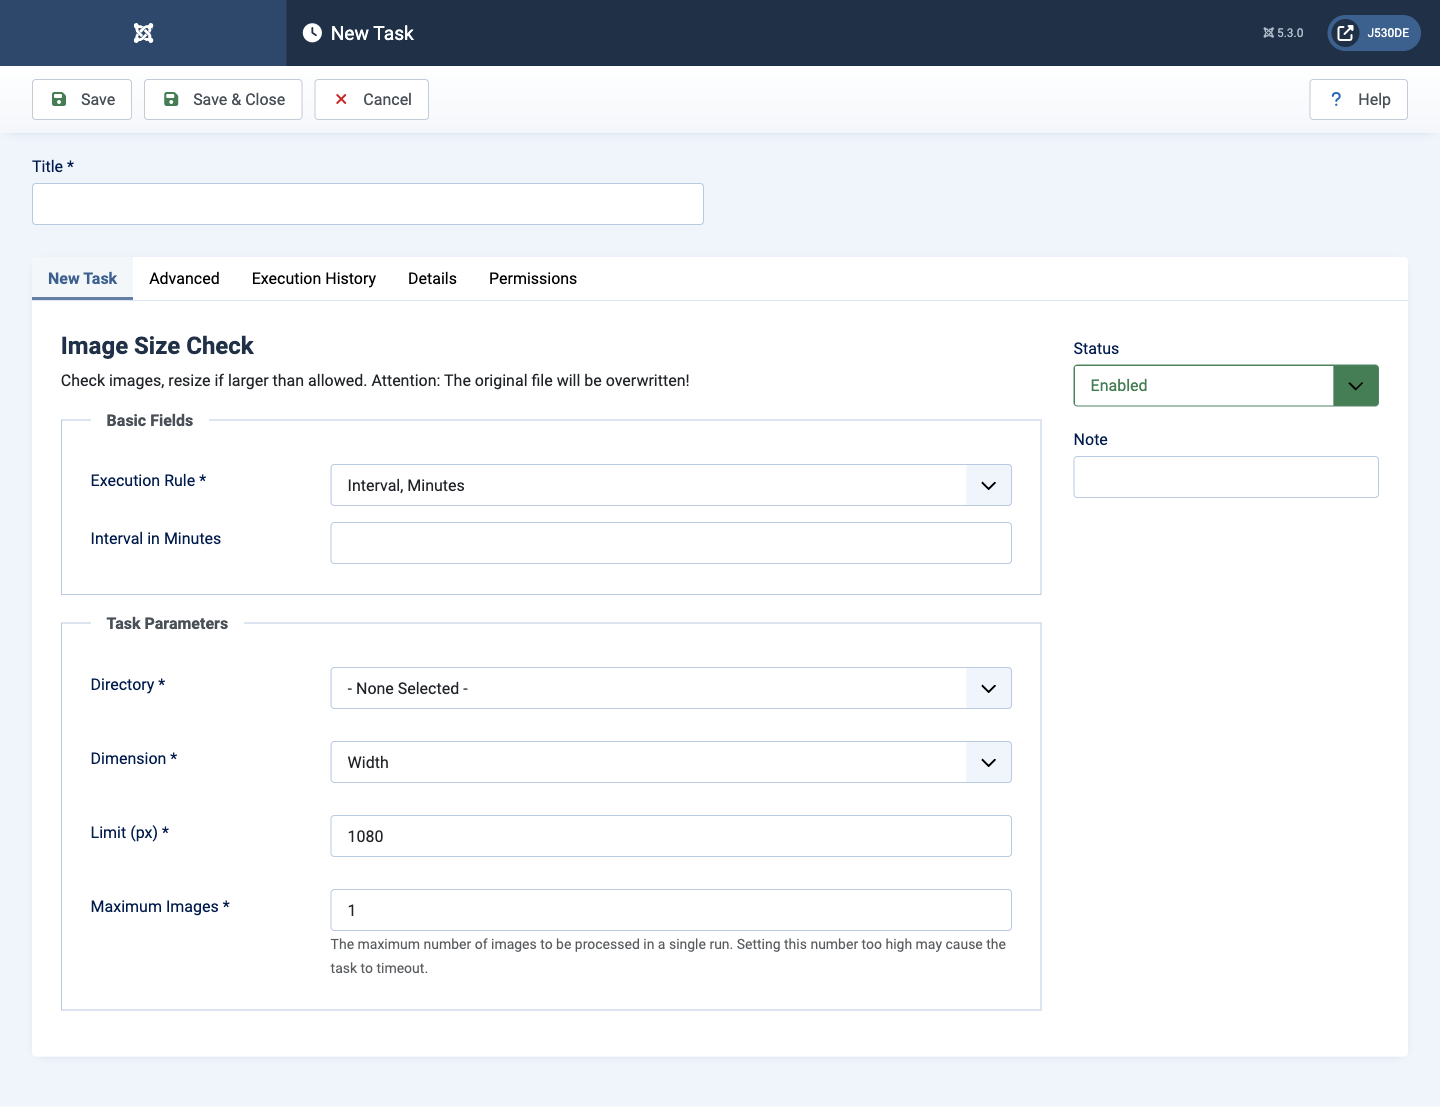 New Task
5.3.0
J530DE
Save
Save & Close
Cancel
? Help
Title *
New Task
Advanced
Execution History
Details
Permissions
Image Size Check
Check images, resize if larger than allowed. Attention: The original file will be overwritten!
Status
Enabled
Note
Basic Fields
Execution Rule *
Interval, Minutes
Interval in Minutes
Task Parameters
Directory *
- None Selected -
Dimension *
Width
Limit (px) *
1080
Maximum Images *
1
The maximum number of images to be processed in a single run. Setting this number too high may cause the
task to timeout.